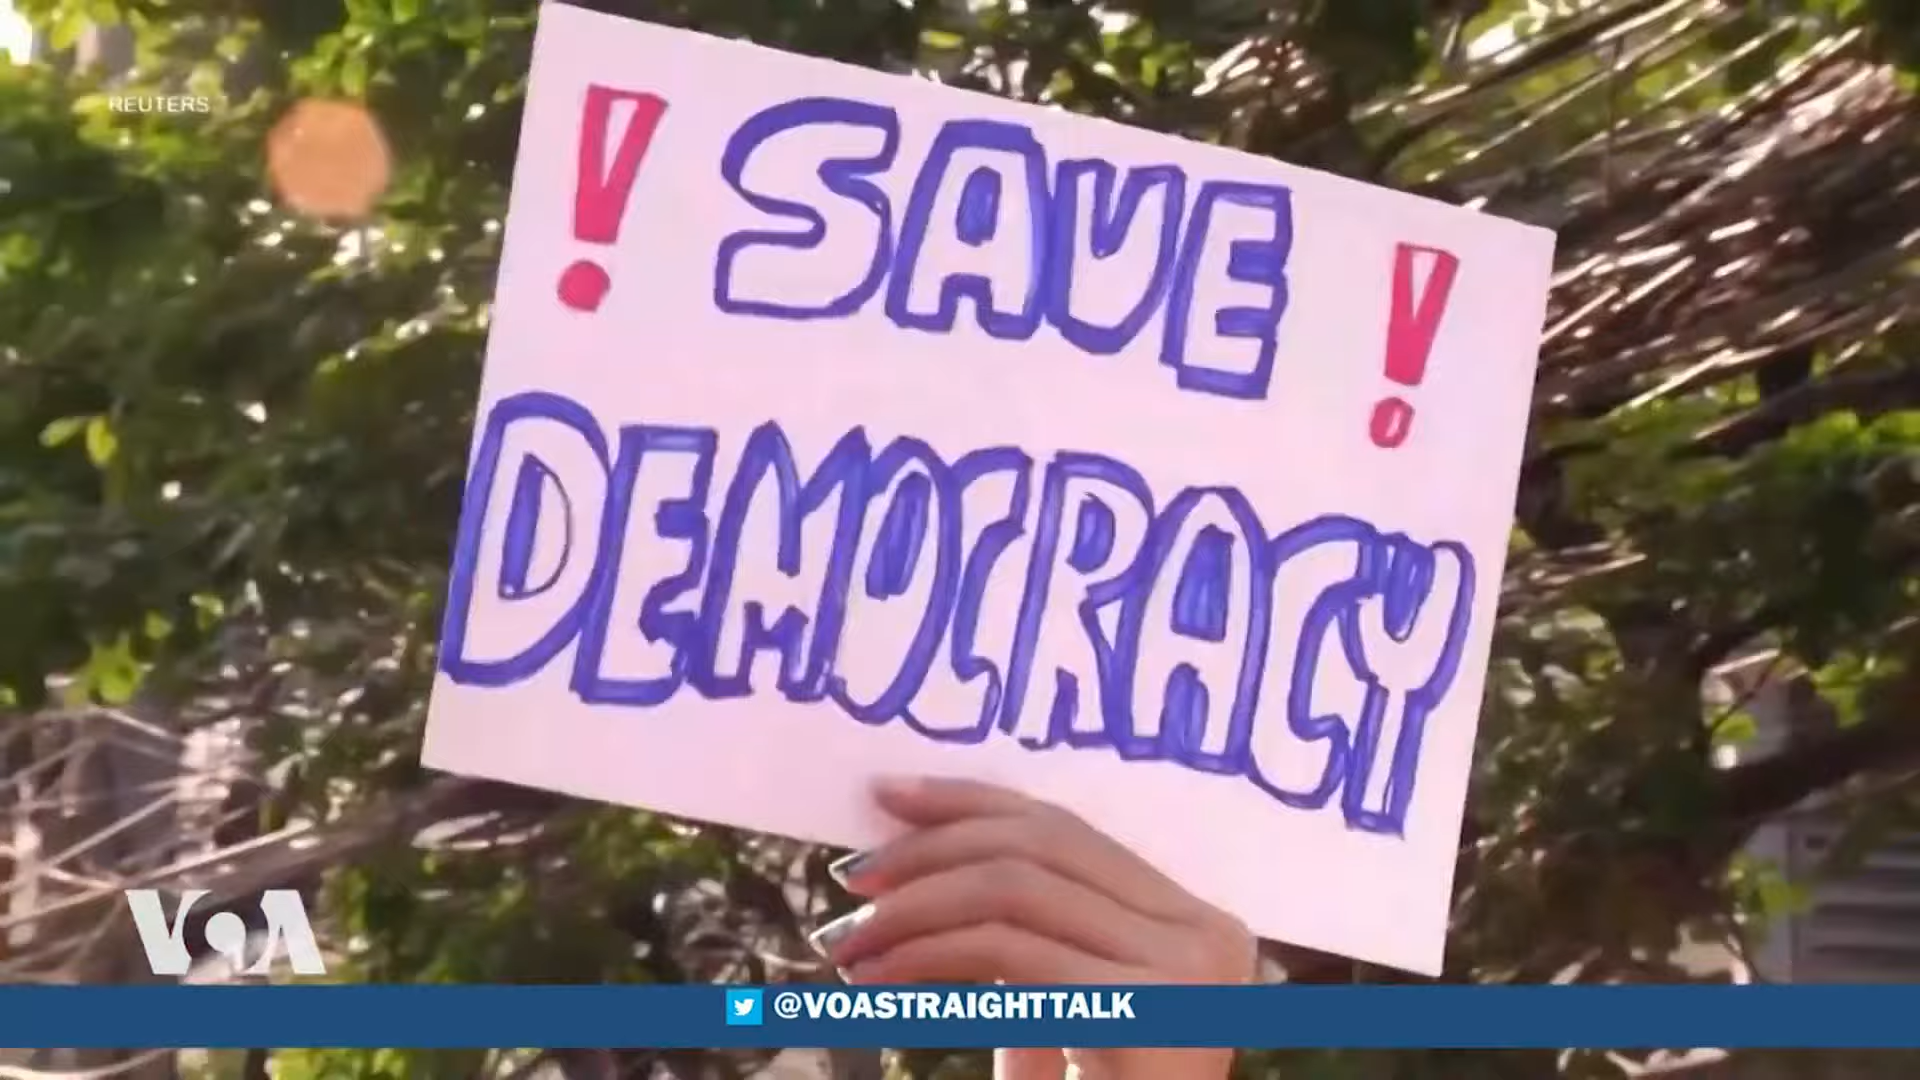 REUTERS
! SAVE !
DEMOCRACY
VOA
@VOASTRAIGHTTALK